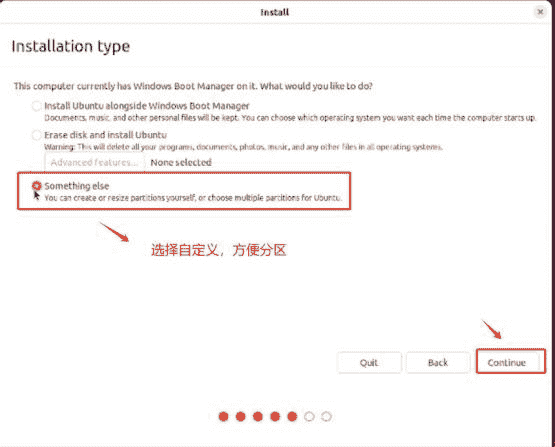 Install
Installation type
This computer currently has Windows Boot Manager on it. What would you like to do?
Install Ubuntu alongside Windows Boot Manager
Documents, music, and other personal files will be kept. You can choose which operating system you want each time the computer starts up.
Erase disk and install Ubuntu
Warning: This will delete all your programs, documents, photos, music, and any other files in all operating systems.
Advanced features... None selected
Something else
You can create or resize partitions yourself, or choose multiple partitions for Ubuntu.
选择自定义，方便分区
Quit Back Continue